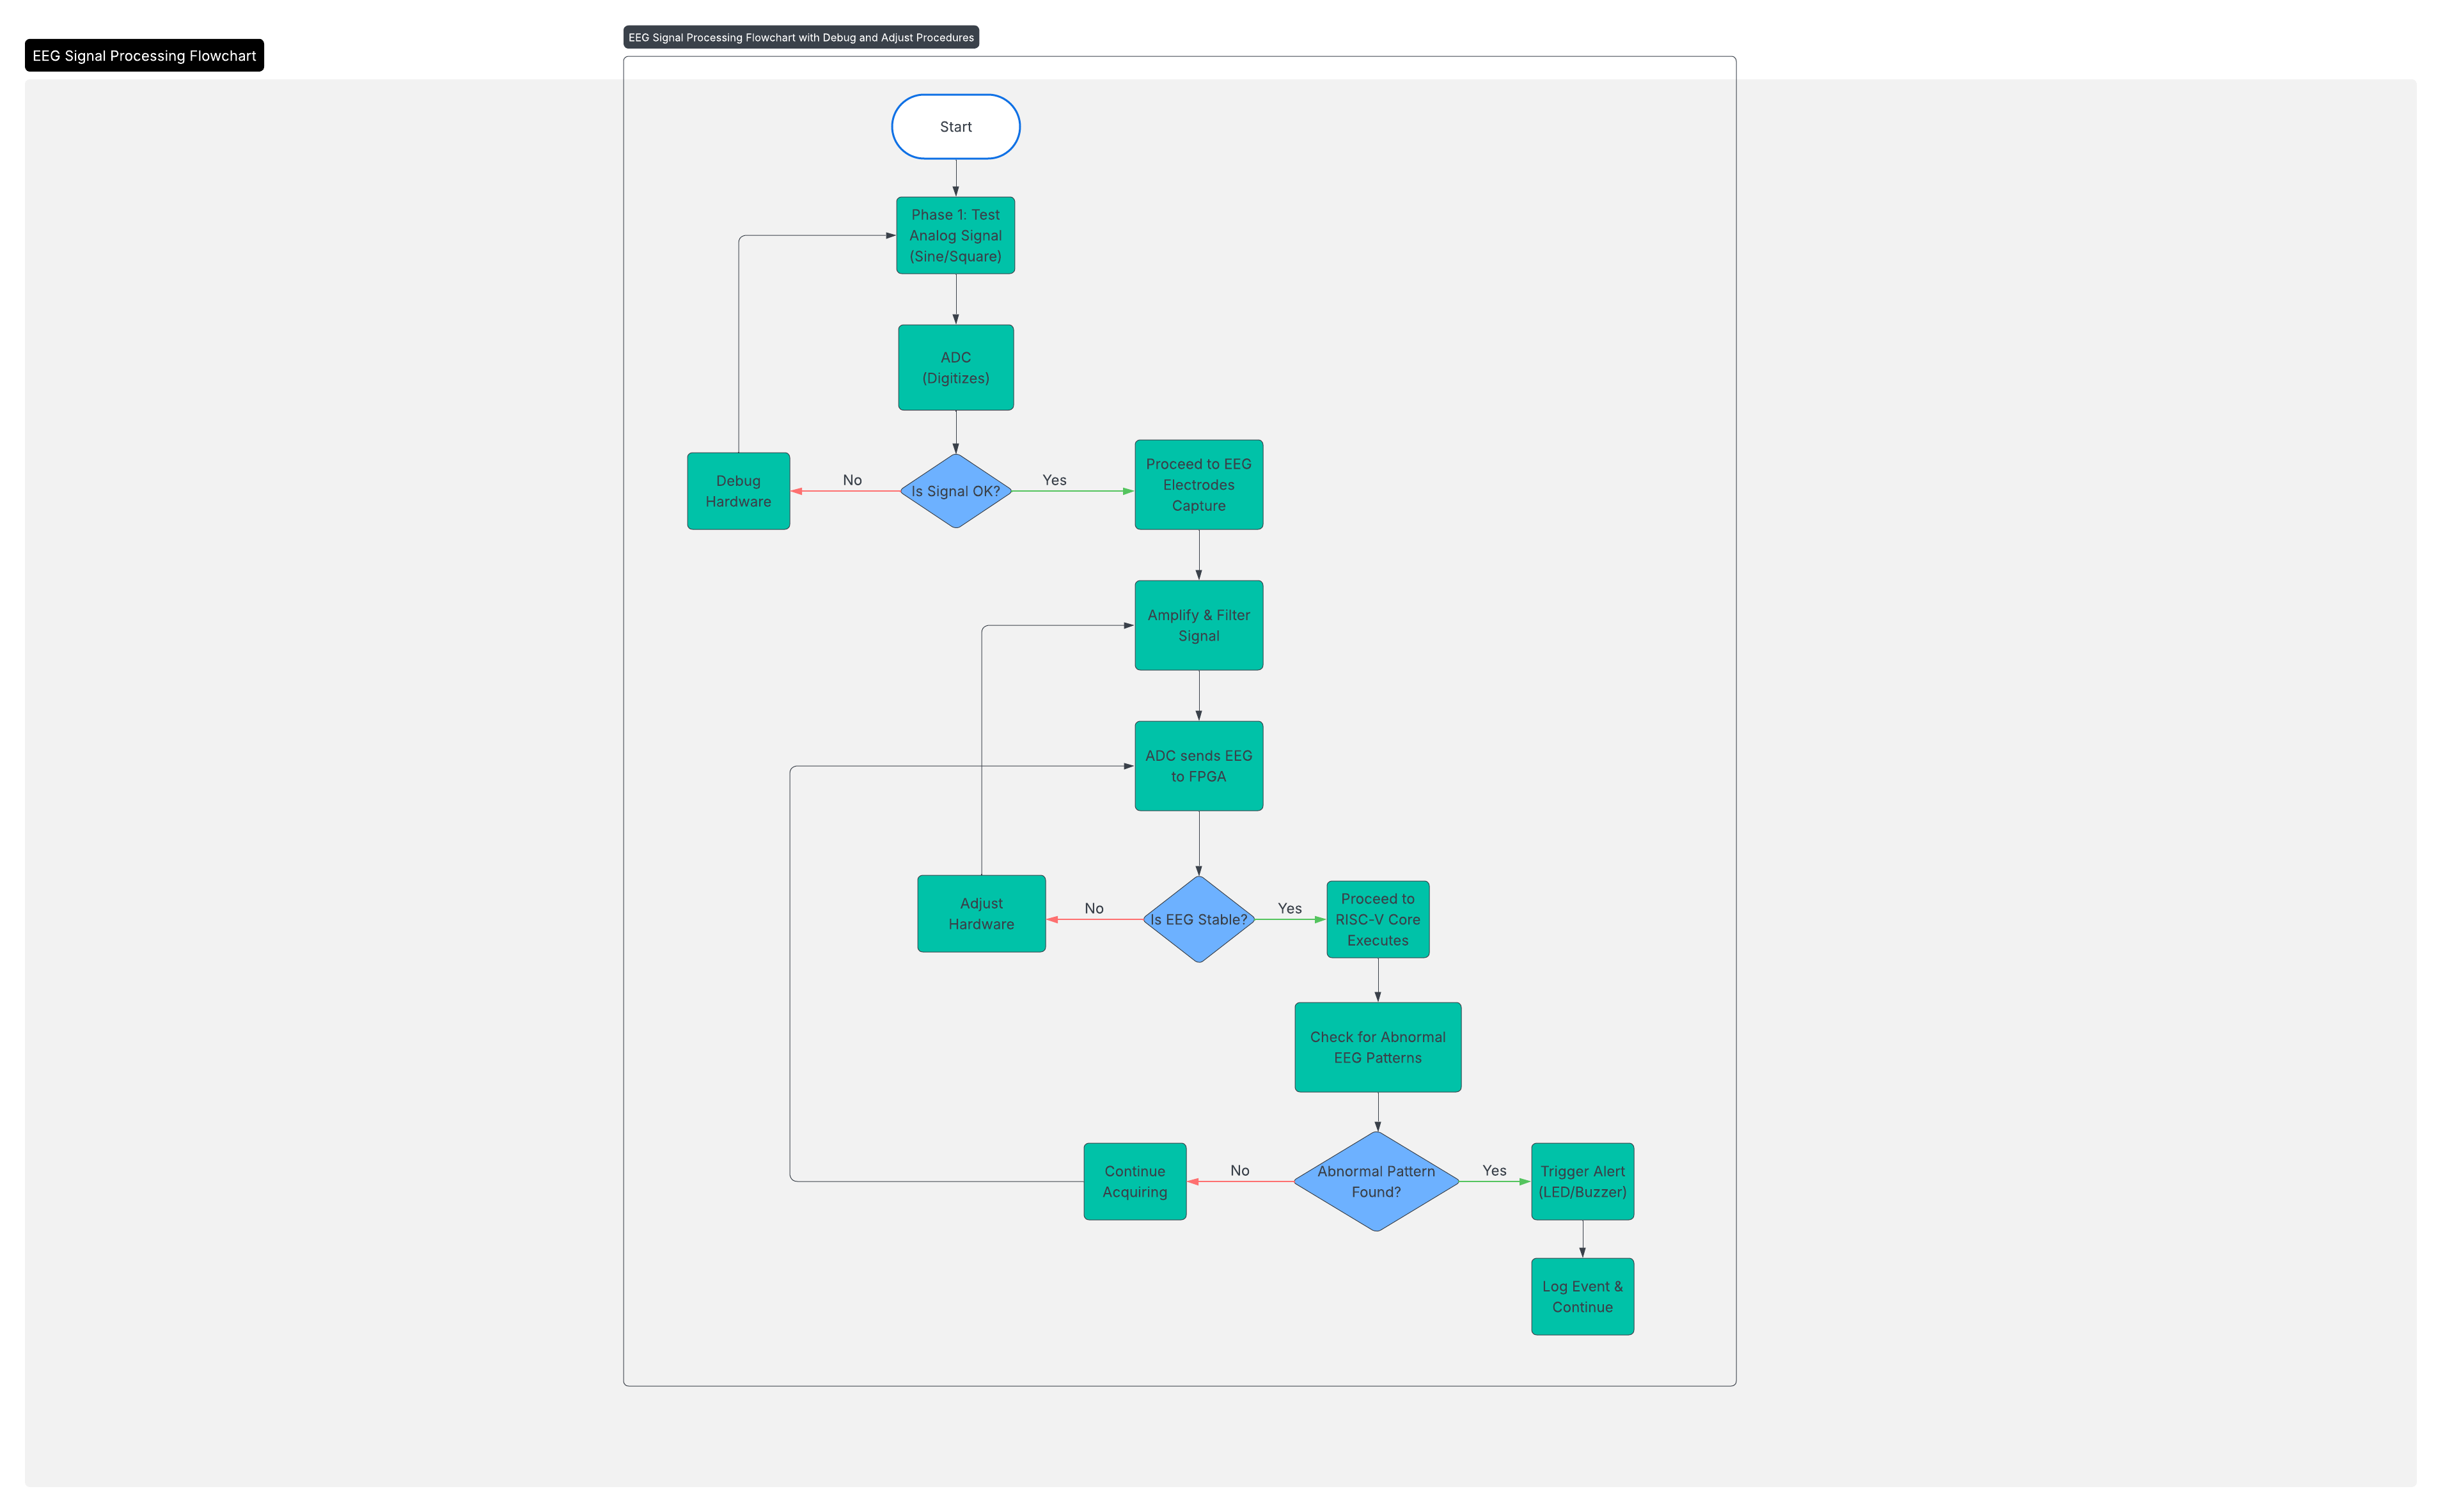 EEG Signal Processing Flowchart with Debug and Adjust Procedures
EEG Signal Processing Flowchart
Start
Phase 1: Test
Analog Signal
(Sine/Square)
ADC
(Digitizes)
Is Signal OK?
No
Debug
Hardware
Yes
Proceed to EEG
Electrodes
Capture
Amplify & Filter
Signal
ADC sends EEG
to FPGA
Is EEG Stable?
No
Adjust
Hardware
Yes
Proceed to
RISC-V Core
Executes
Check for Abnormal
EEG Patterns
Abnormal Pattern
Found?
No
Continue
Acquiring
Yes
Trigger Alert
(LED/Buzzer)
Log Event &
Continue